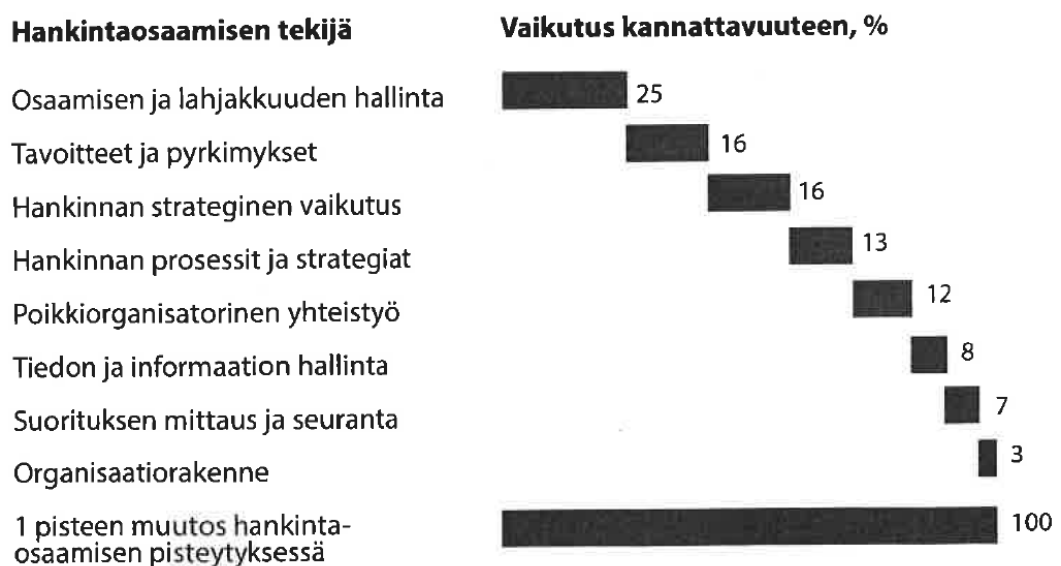 Hankintaosaamisen tekijä Vaikutus kannattavuuteen, %
Osaamisen ja lahjakkuuden hallinta 25
Tavoitteet ja pyrkimykset 16
Hankinnan strateginen vaikutus 16
Hankinnan prosessit ja strategiat 13
Poikkiorganisatorinen yhteistyö 12
Tiedon ja informaation hallinta 8
Suorituksen mittaus ja seuranta 7
Organisaatiorakenne 3
1 pisteen muutos hankinta-
osaamisen pisteytyksessä 100